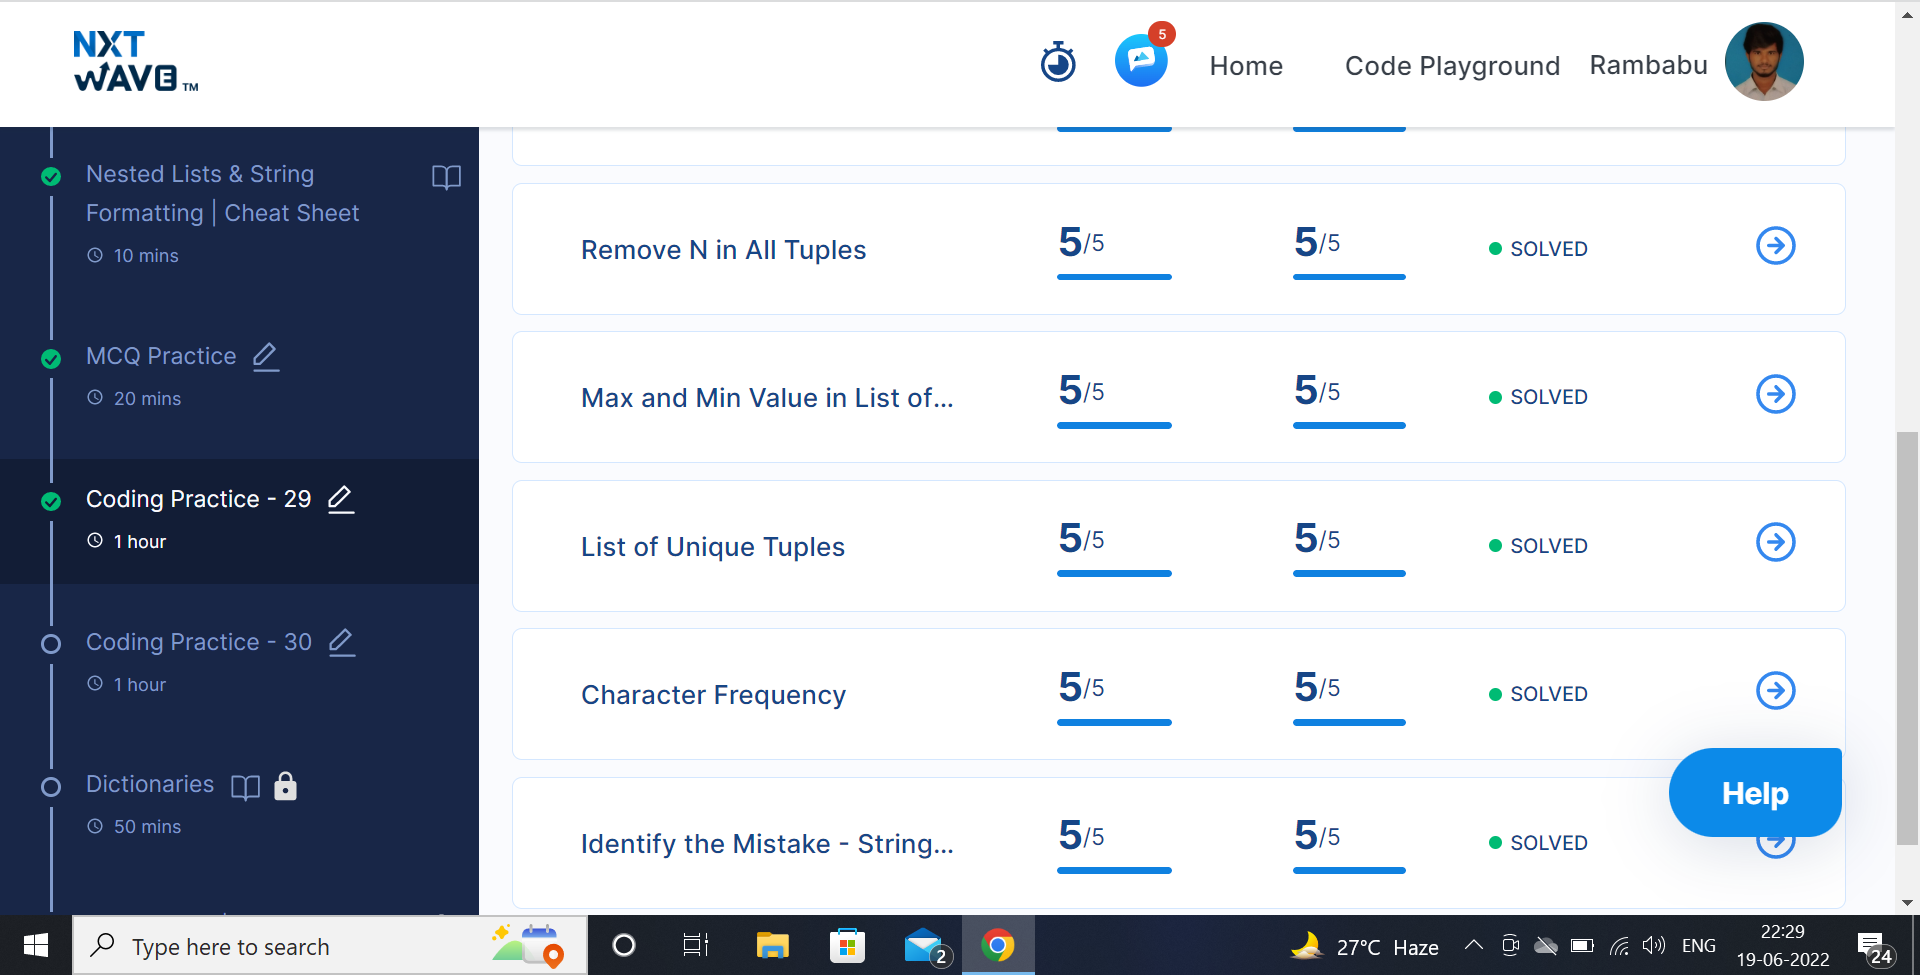 NXT
WAVE TM
5
Home
Code Playground
Rambabu
Nested Lists & String
Formatting | Cheat Sheet
10 mins
MCQ Practice
20 mins
Coding Practice - 29
1 hour
Coding Practice - 30
1 hour
Dictionaries
50 mins
Remove N in All Tuples
5/5
5/5
SOLVED
Max and Min Value in List of...
5/5
5/5
SOLVED
List of Unique Tuples
5/5
5/5
SOLVED
Character Frequency
5/5
5/5
SOLVED
Identify the Mistake - String...
5/5
5/5
SOLVED
Help
Type here to search
2
27°C Haze
ENG
22:29
19-06-2022
24